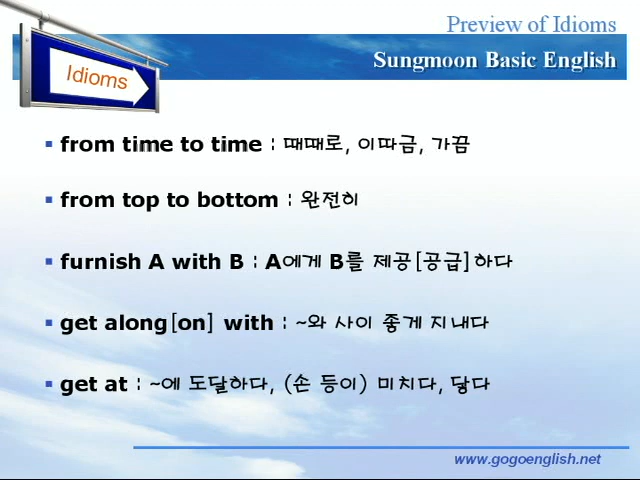 Preview of Idioms
Sungmoon Basic English
Idioms
from time to time : 때때로, 이따금, 가끔
from top to bottom : 완전히
furnish A with B : A에게 B를 제공[공급]하다
get along[on] with : ~와 사이 좋게 지내다
get at : ~에 도달하다, (손 등이) 미치다, 닿다
www.gogoenglish.net